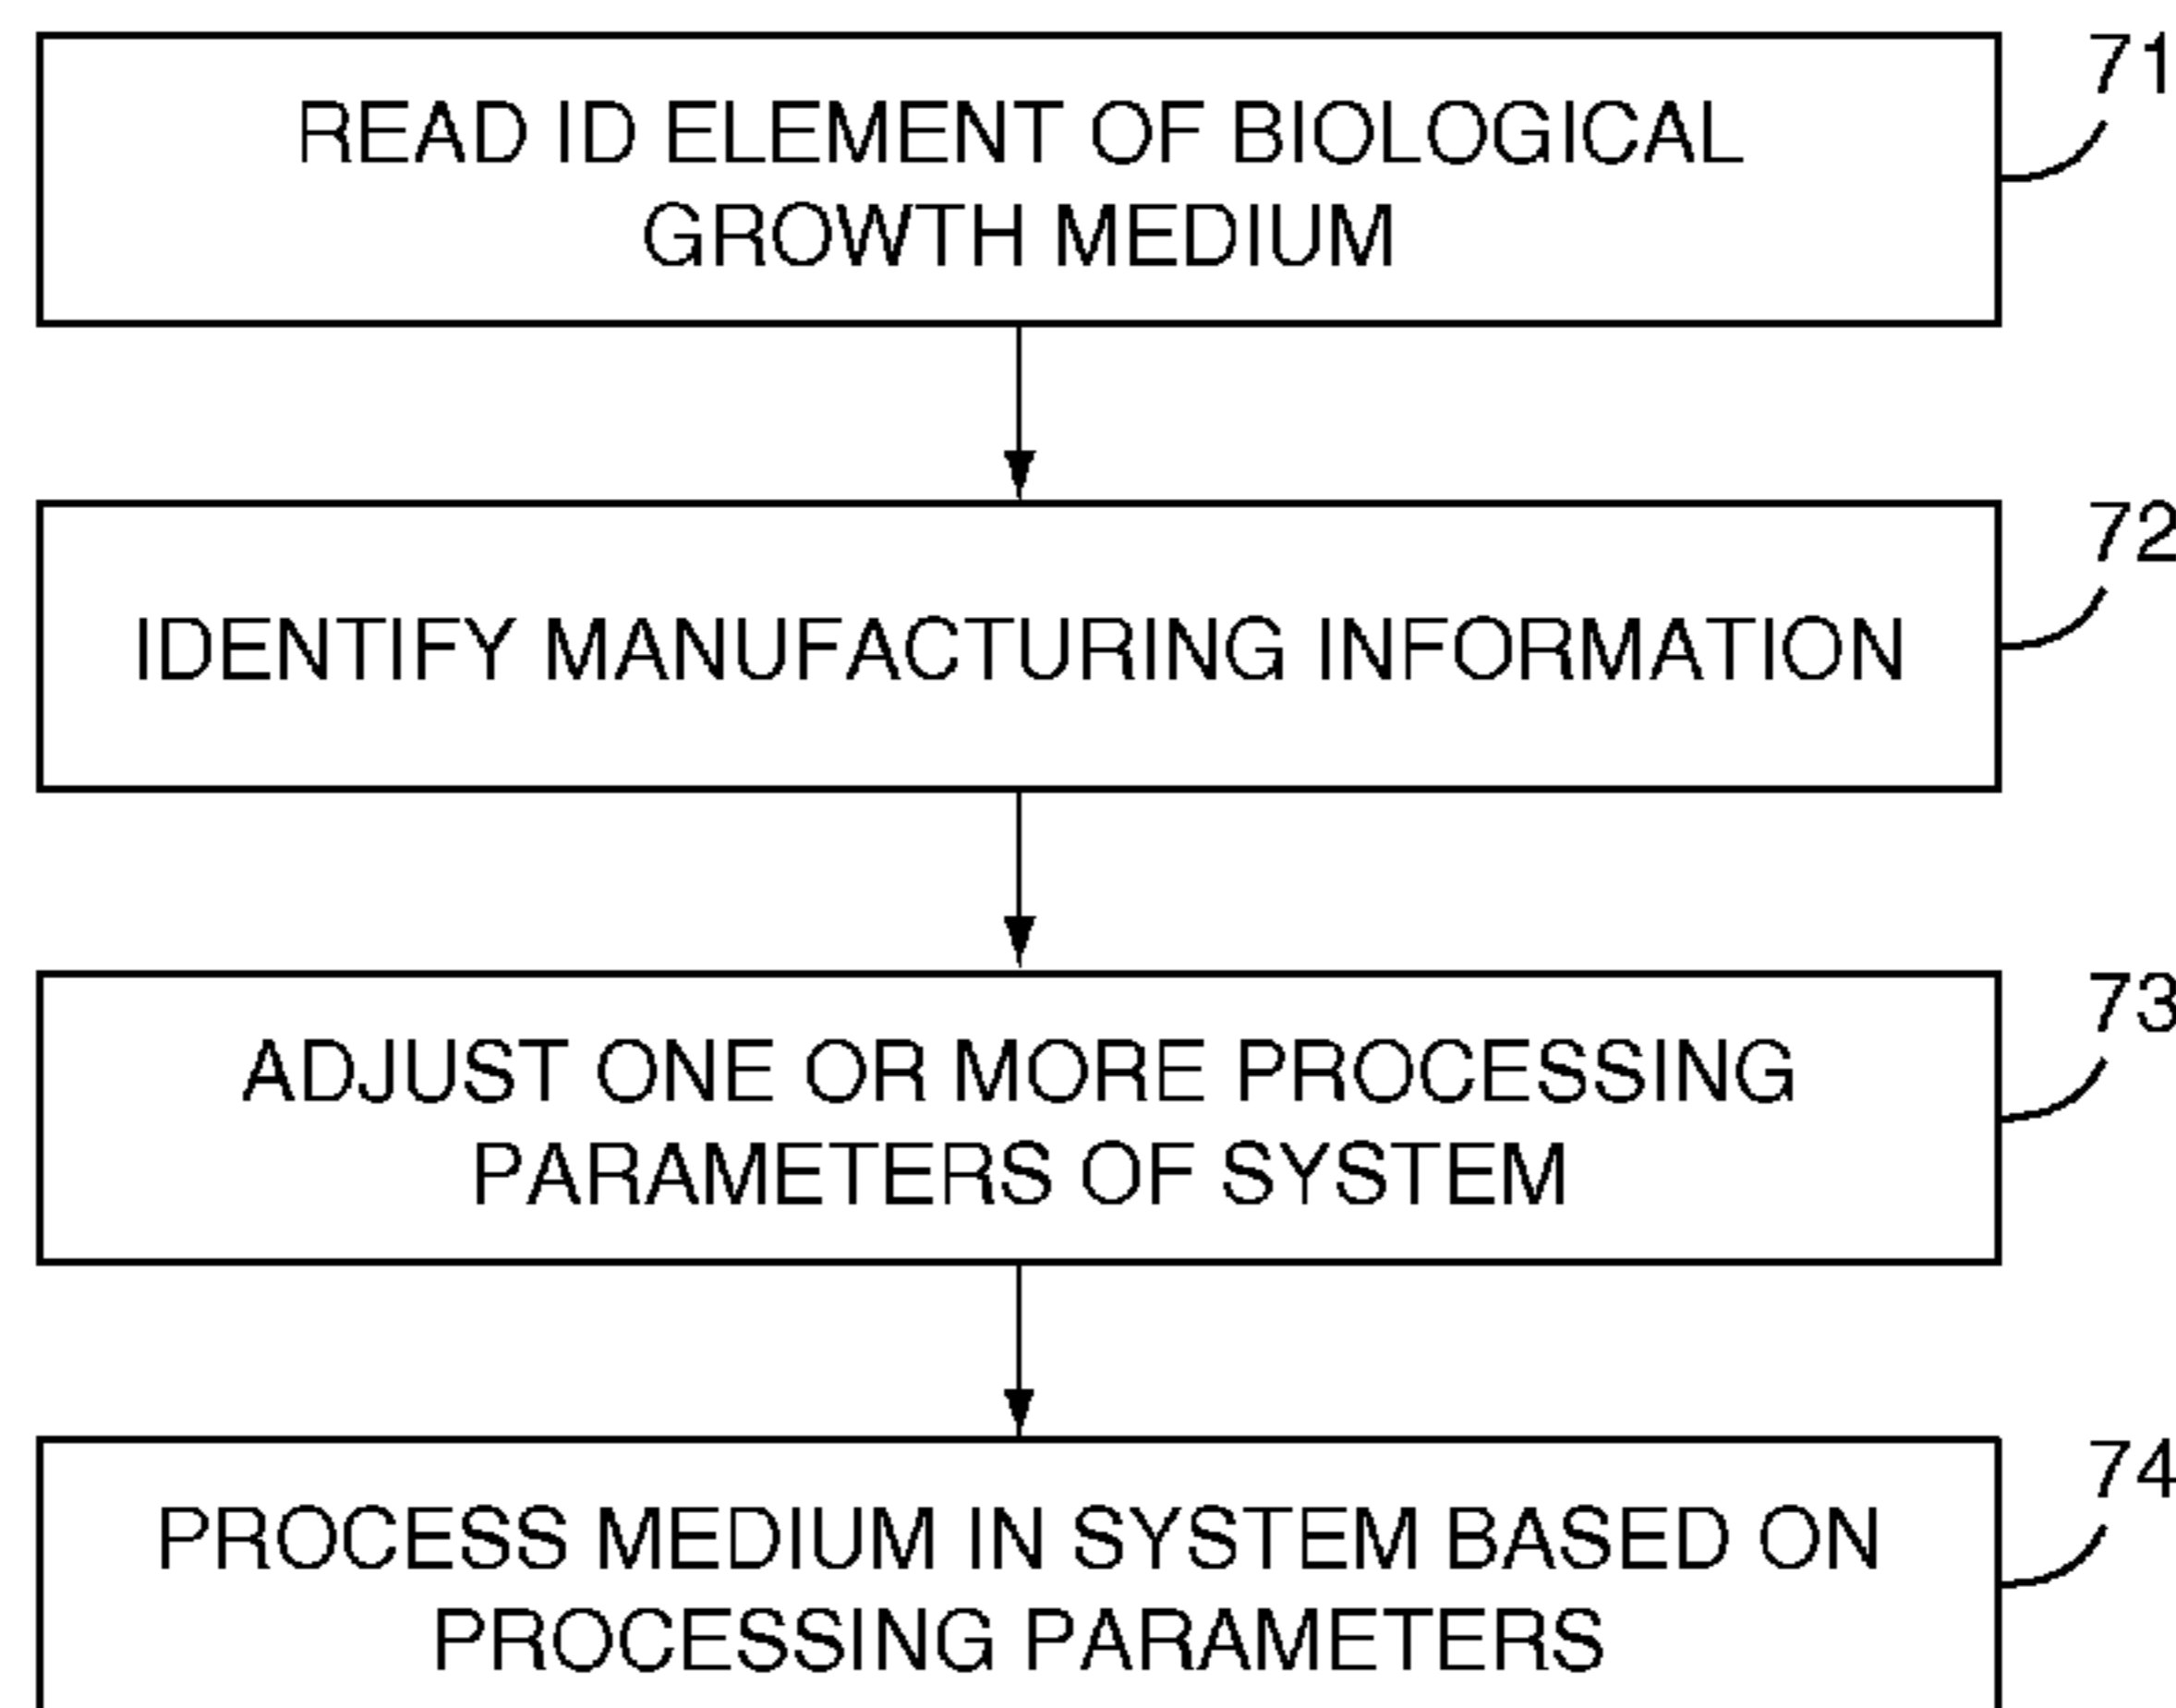 71
READ ID ELEMENT OF BIOLOGICAL
GROWTH MEDIUM
72
IDENTIFY MANUFACTURING INFORMATION
73
ADJUST ONE OR MORE PROCESSING
PARAMETERS OF SYSTEM
74
PROCESS MEDIUM IN SYSTEM BASED ON
PROCESSING PARAMETERS